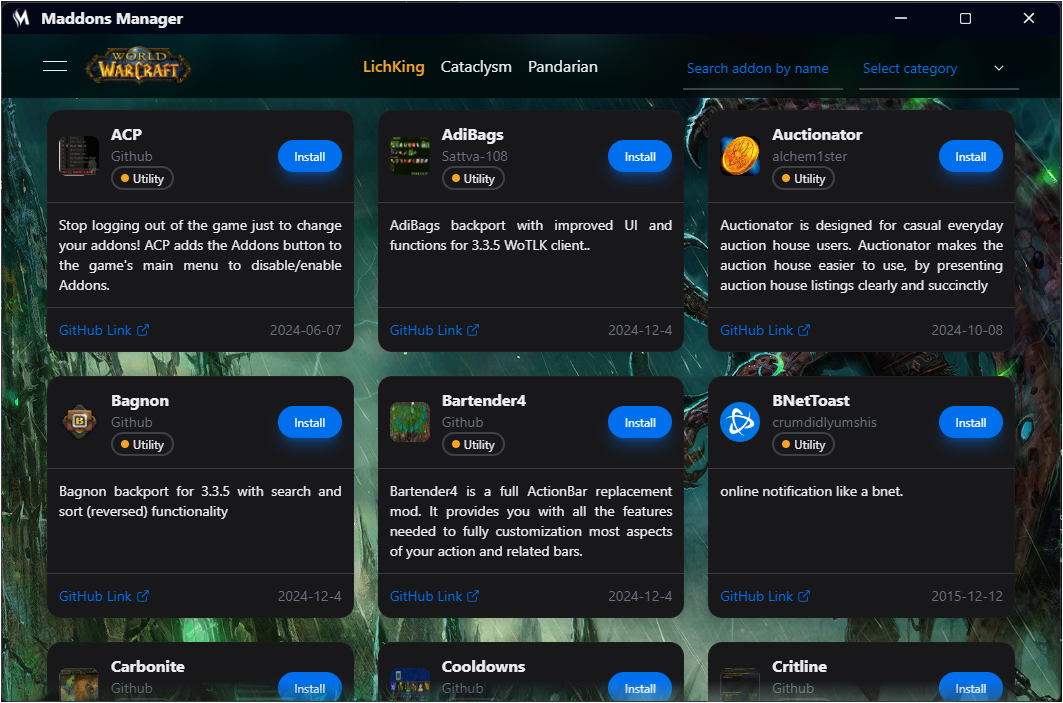 Maddons Manager
WORLD
WARCRAFT
LichKing Cataclysm Pandarian
Search addon by name
Select category
ACP
Github
Utility
Install
Stop logging out of the game just to change
your addons! ACP adds the Addons button to
the game's main menu to disable/enable
Addons.
GitHub Link
2024-06-07
AdiBags
Sattva-108
Utility
Install
AdiBags backport with improved UI and
functions for 3.3.5 WoTLK client..
GitHub Link
2024-12-4
Auctionator
alchem1ster
Utility
Install
Auctionator is designed for casual everyday
auction house users. Auctionator makes the
auction house easier to use, by presenting
auction house listings clearly and succinctly
GitHub Link
2024-10-08
Bagnon
Github
Utility
Install
Bagnon backport for 3.3.5 with search and
sort (reversed) functionality
GitHub Link
2024-12-4
Bartender4
Github
Utility
Install
Bartender4 is a full ActionBar replacement
mod. It provides you with all the features
needed to fully customization most aspects
of your action and related bars.
GitHub Link
2024-12-4
BNetToast
crumdidlyumshis
Utility
Install
online notification like a bnet.
GitHub Link
2015-12-12
Carbonite
Github
Install
Cooldowns
Github
Install
Critline
Github
Install